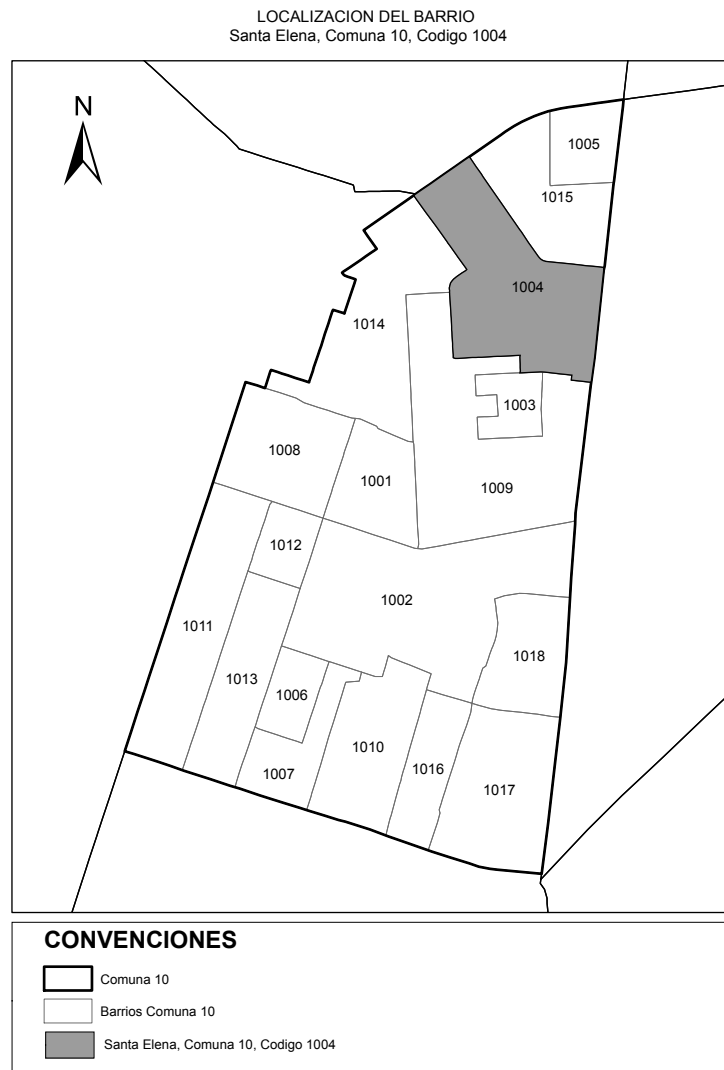 LOCALIZACION DEL BARRIO
Santa Elena, Comuna 10, Codigo 1004
N
1005
1015
1004
1014
1003
1008
1001
1009
1012
1002
1011
1013
1018
1006
1010
1016
1007
1017
CONVENCIONES
Comuna 10
Barrios Comuna 10
Santa Elena, Comuna 10, Codigo 1004